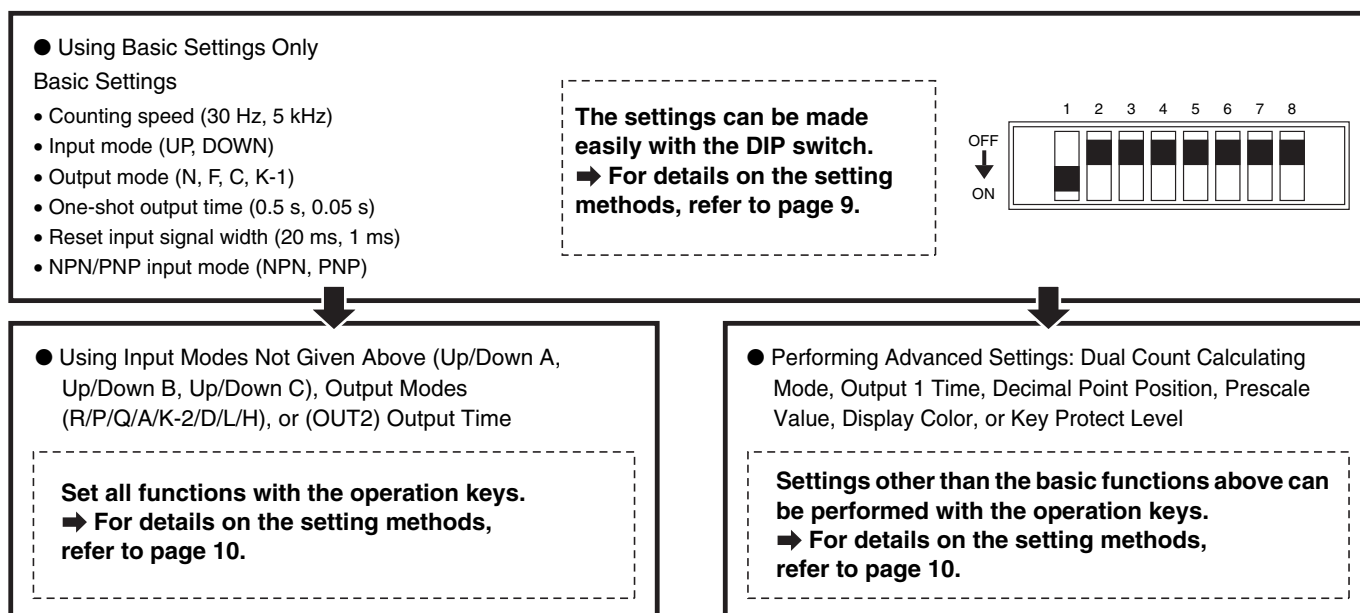 ● Using Basic Settings Only
Basic Settings
• Counting speed (30 Hz, 5 kHz)
• Input mode (UP, DOWN)
• Output mode (N, F, C, K-1)
• One-shot output time (0.5 s, 0.05 s)
• Reset input signal width (20 ms, 1 ms)
• NPN/PNP input mode (NPN, PNP)
The settings can be made
easily with the DIP switch.
➡ For details on the setting
methods, refer to page 9.
1 2 3 4 5 6 7 8
OFF
ON
● Using Input Modes Not Given Above (Up/Down A,
Up/Down B, Up/Down C), Output Modes
(R/P/Q/A/K-2/D/L/H), or (OUT2) Output Time
Set all functions with the operation keys.
➡ For details on the setting methods,
refer to page 10.
● Performing Advanced Settings: Dual Count Calculating
Mode, Output 1 Time, Decimal Point Position, Prescale
Value, Display Color, or Key Protect Level
Settings other than the basic functions above can
be performed with the operation keys.
➡ For details on the setting methods,
refer to page 10.